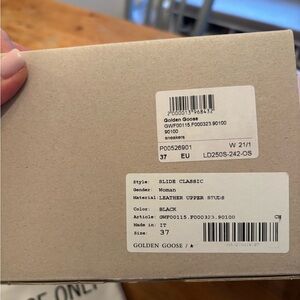 2000013968432
Golden Goose
GWF00115.F000323.90100
90100
sneakers
P00526901 W 21/1
37 EU LD250S-242-OS
Style: SLIDE CLASSIC
Gender: Woman
Material: LEATHER UPPER STUDS
Color: BLACK
Article: GWF00115.F000323.90100
Made in: IT
Size: 37
GOLDEN GOOSE / ★